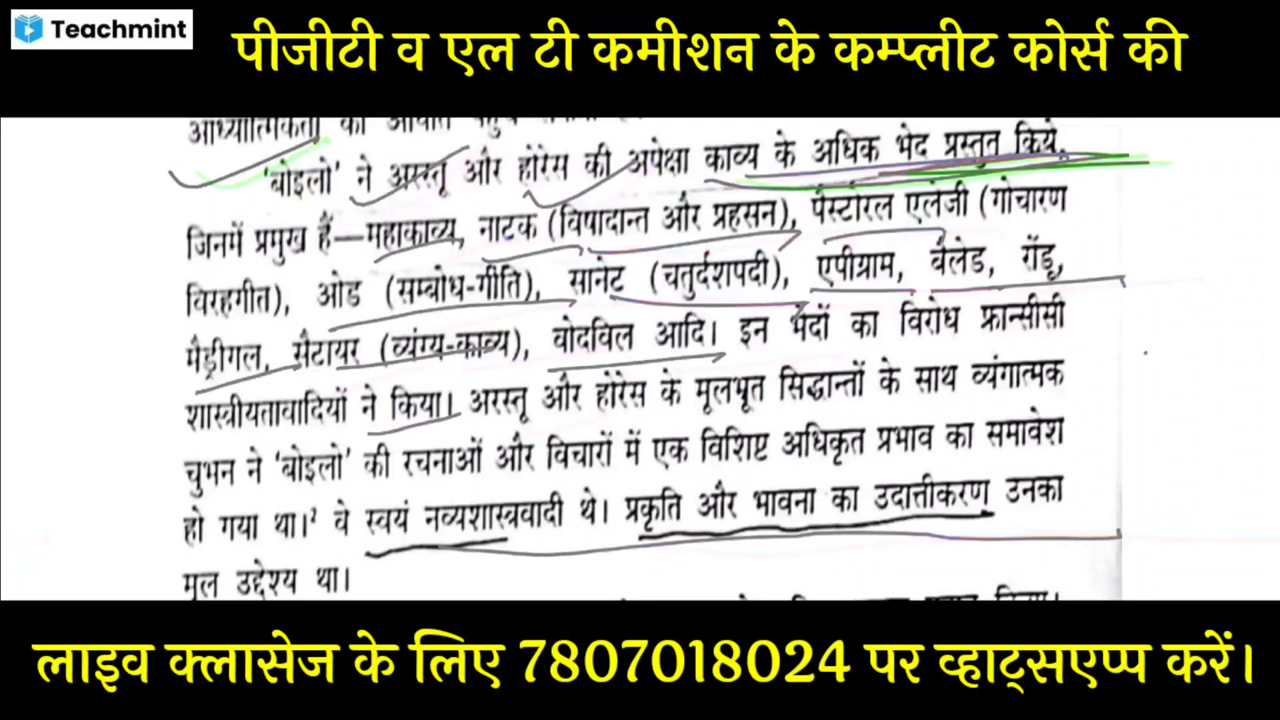 Teachmint
पीजीटी व एल टी कमीशन के कम्प्लीट कोर्स की
आध्यात्मिकता का
'बोइलो' ने अरस्तू और होरेस की अपेक्षा काव्य के अधिक भेद प्रस्तुत किये,
जिनमें प्रमुख हैं—महाकाव्य, नाटक (विषादान्त और प्रहसन), पैस्टोरल एलेजी (गोचारण
विरहगीत), ओड (सम्बोध-गीति), सानेट (चतुर्दशपदी), एपीग्राम, बैलेड, रोंडू,
मैड्रीगल, सैटायर (व्यंग्य-काव्य), वोदविल आदि। इन भेदों का विरोध फ्रान्सीसी
शास्त्रीयतावादियों ने किया। अरस्तू और होरेस के मूलभूत सिद्धान्तों के साथ व्यंगात्मक
चुभन ने 'बोइलो' की रचनाओं और विचारों में एक विशिष्ट अधिकृत प्रभाव का समावेश
हो गया था।² वे स्वयं नव्यशास्त्रवादी थे। प्रकृति और भावना का उदात्तीकरण उनका
मूल उद्देश्य था।
लाइव क्लासेज के लिए 7807018024 पर व्हाट्सएप्प करें।